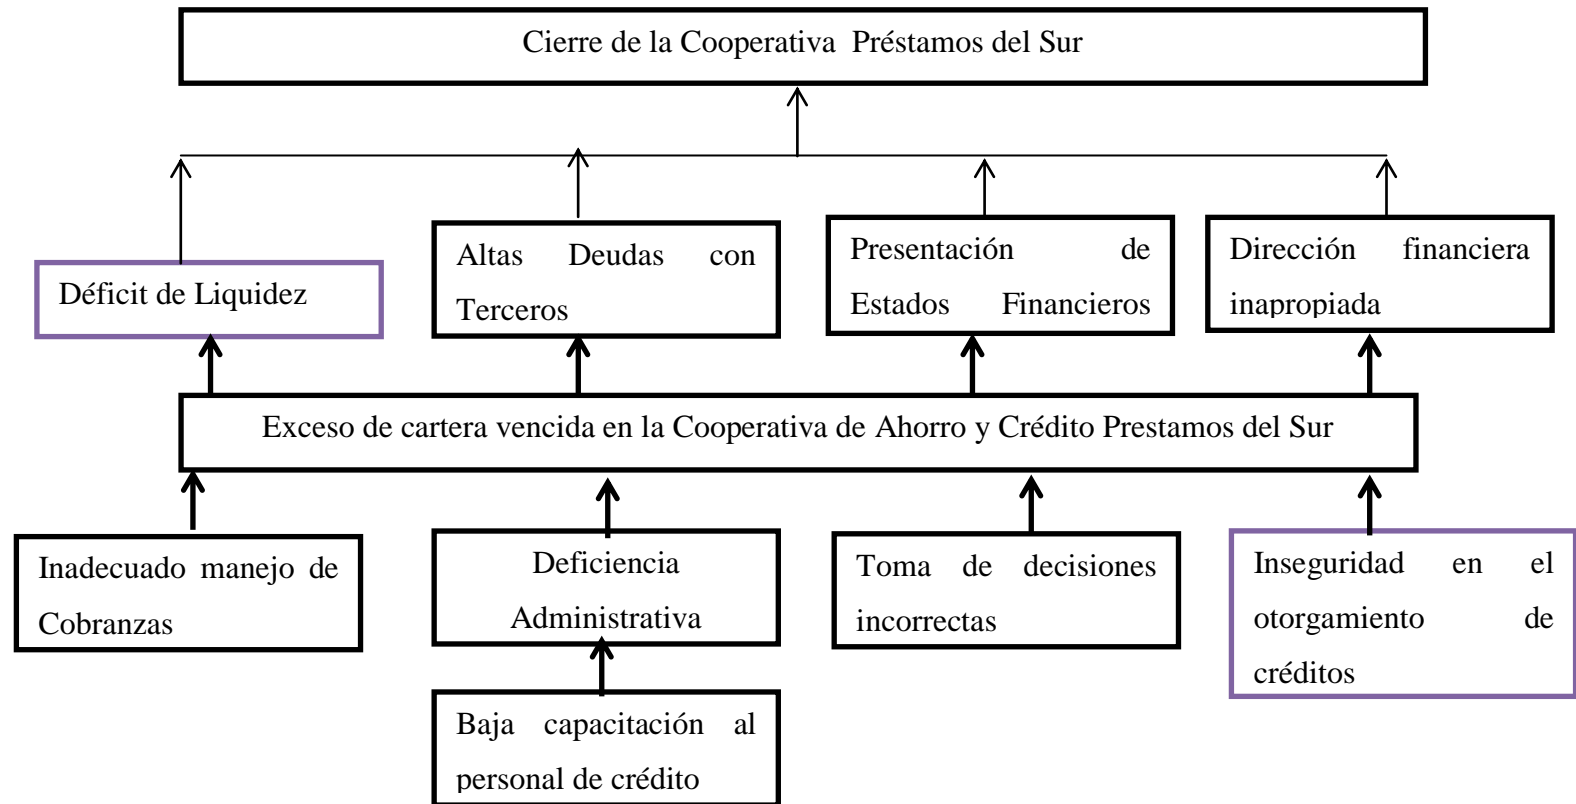 Cierre de la Cooperativa Préstamos del Sur
Déficit de Liquidez
Altas Deudas con
Terceros
Presentación de
Estados Financieros
Dirección financiera
inapropiada
Exceso de cartera vencida en la Cooperativa de Ahorro y Crédito Prestamos del Sur
Inadecuado manejo de
Cobranzas
Deficiencia
Administrativa
Toma de decisiones
incorrectas
Inseguridad en el
otorgamiento de
créditos
Baja capacitación al
personal de crédito